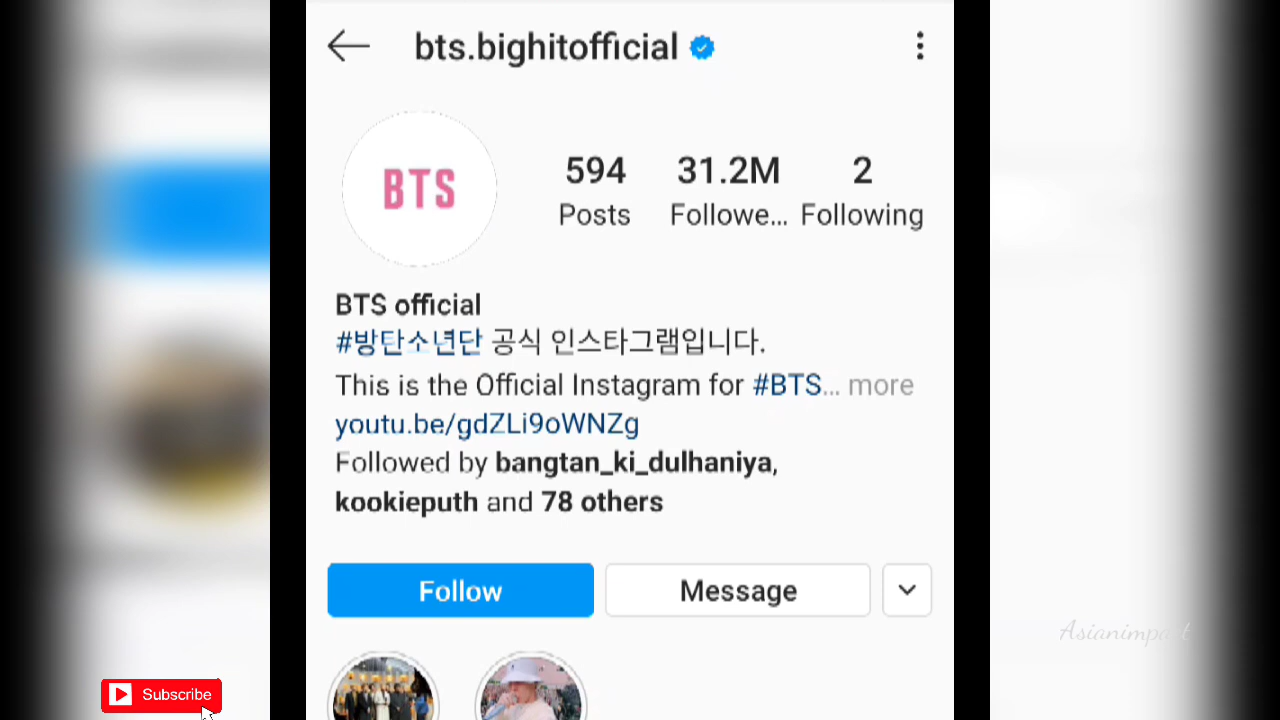 bts.bighitofficial
BTS
594 31.2M 2
Posts Followe... Following
BTS official
#방탄소년단 공식 인스타그램입니다.
This is the Official Instagram for #BTS... more
youtu.be/gdZLi9oWNZg
Followed by bangtan_ki_dulhaniya,
kookieputh and 78 others
Follow Message
Asianimpact
Subscribe